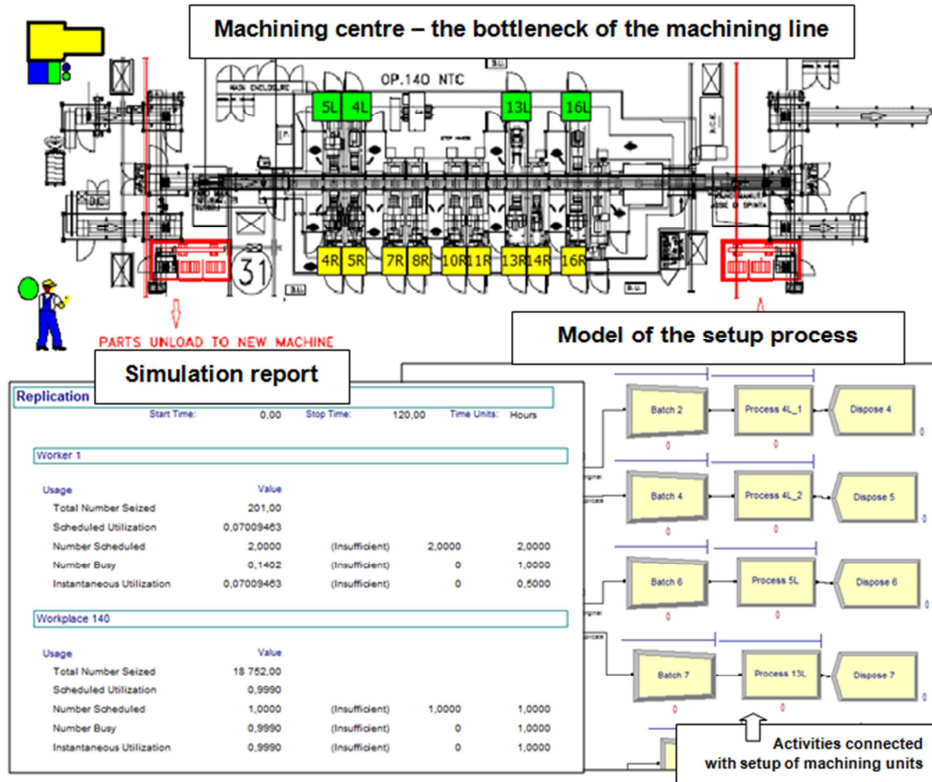 Machining centre – the bottleneck of the machining line
OP.140 NTC
MAIN ENCLOSURE
5L 4L 13L 16L
4R 5R 7R 8R 10R 11R 13R 14R 16R
31
PARTS UNLOAD TO NEW MACHINE
Model of the setup process
Simulation report
Replication
Start Time: 0,00 Stop Time: 120,00 Time Units: Hours
Worker 1
Usage Value
Total Number Seized 201,00
Scheduled Utilization 0,07009463
Number Scheduled 2,0000 (Insufficient) 2,0000 2,0000
Number Busy 0,1402 (Insufficient) 0 1,0000
Instantaneous Utilization 0,07009463 (Insufficient) 0 0,5000
Workplace 140
Usage Value
Total Number Seized 18 752,00
Scheduled Utilization 0,9990
Number Scheduled 1,0000 (Insufficient) 1,0000 1,0000
Number Busy 0,9990 (Insufficient) 0 1,0000
Instantaneous Utilization 0,9990 (Insufficient) 0 1,0000
Batch 2 Process 4L_1 Dispose 4
0 0 0
Batch 4 Process 4L_2 Dispose 5
0 0 0
Batch 6 Process 5L Dispose 6
0 0 0
Batch 7 Process 13L Dispose 7
0 0 0
Activities connected
with setup of machining units